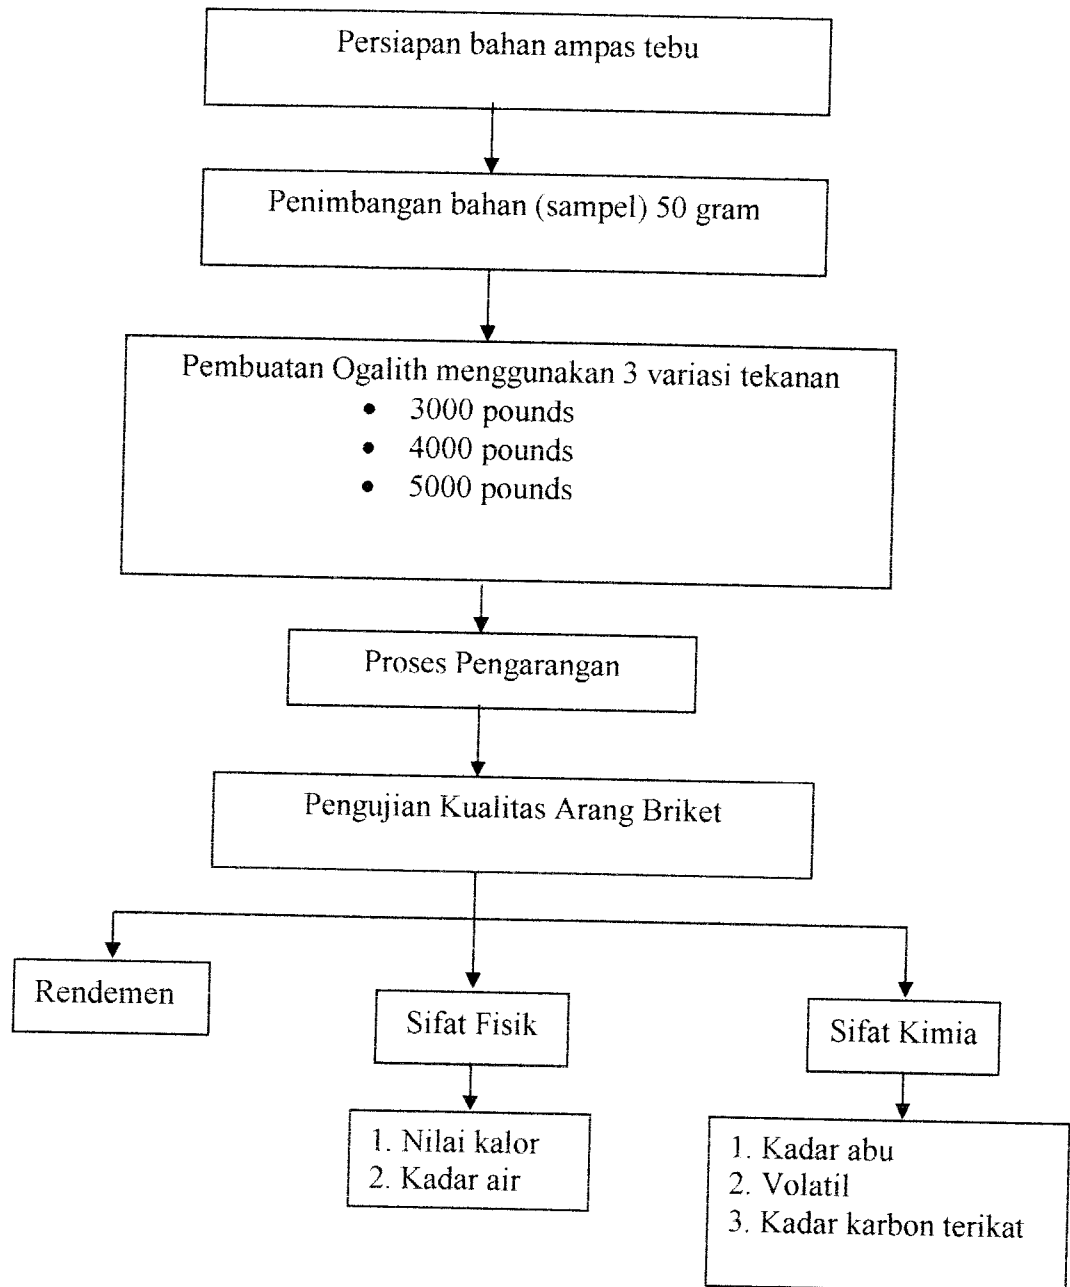 Persiapan bahan ampas tebu
Penimbangan bahan (sampel) 50 gram
Pembuatan Ogalith menggunakan 3 variasi tekanan
• 3000 pounds
• 4000 pounds
• 5000 pounds
Proses Pengarangan
Pengujian Kualitas Arang Briket
Rendemen
Sifat Fisik
Sifat Kimia
1. Nilai kalor
2. Kadar air
1. Kadar abu
2. Volatil
3. Kadar karbon terikat